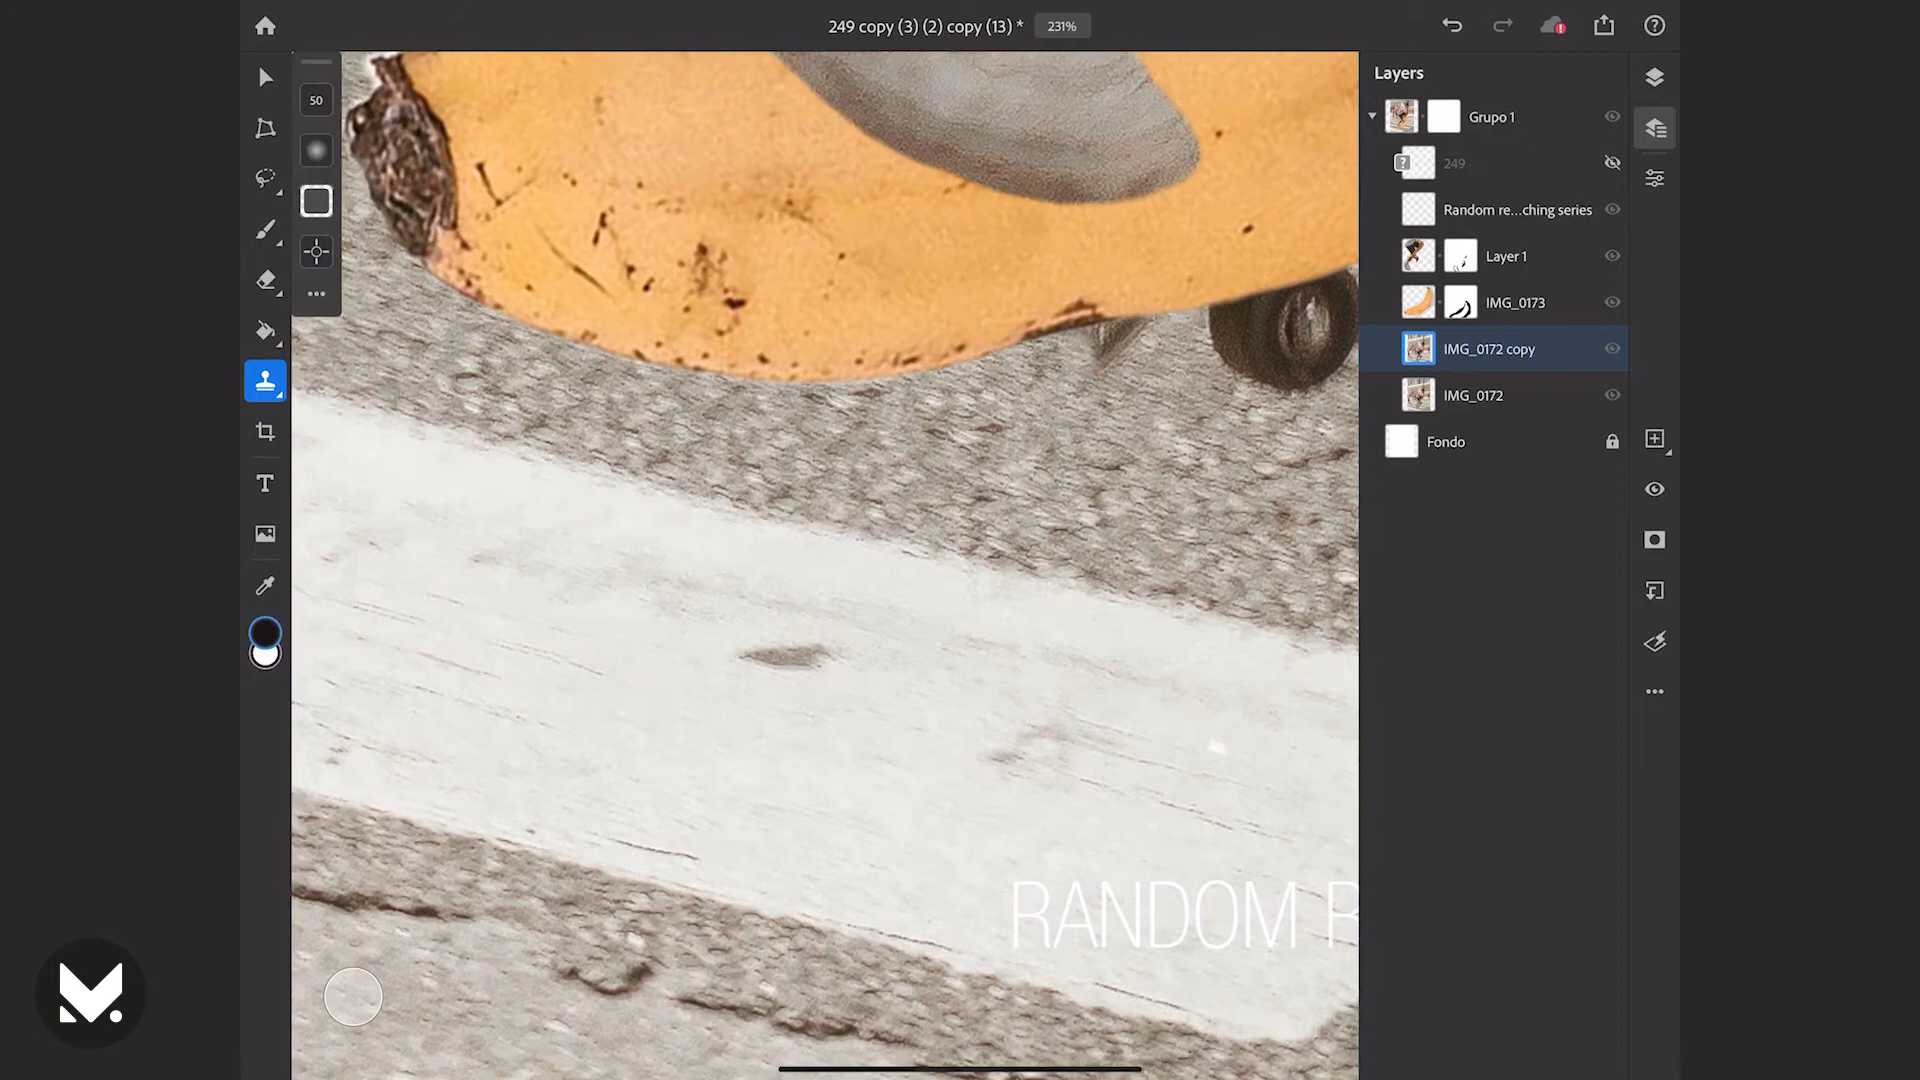 249 copy (3) (2) copy (13) *
231%
50
Layers
Grupo 1
249
Random re...ching series
Layer 1
IMG_0173
IMG_0172 copy
IMG_0172
Fondo
RANDOM R